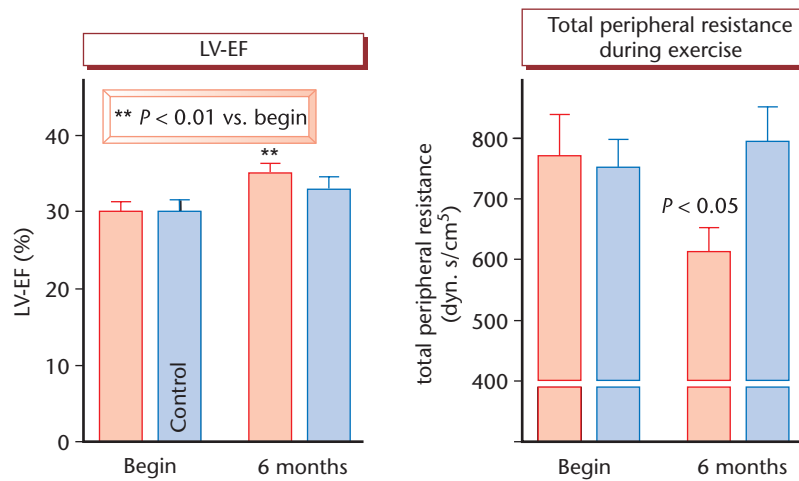 LV-EF
** P < 0.01 vs. begin
**
LV-EF (%)
40
30
20
10
0
Control
Begin
6 months
Total peripheral resistance
during exercise
total peripheral resistance
(dyn. s/cm⁵)
800
700
600
500
400
P < 0.05
Begin
6 months